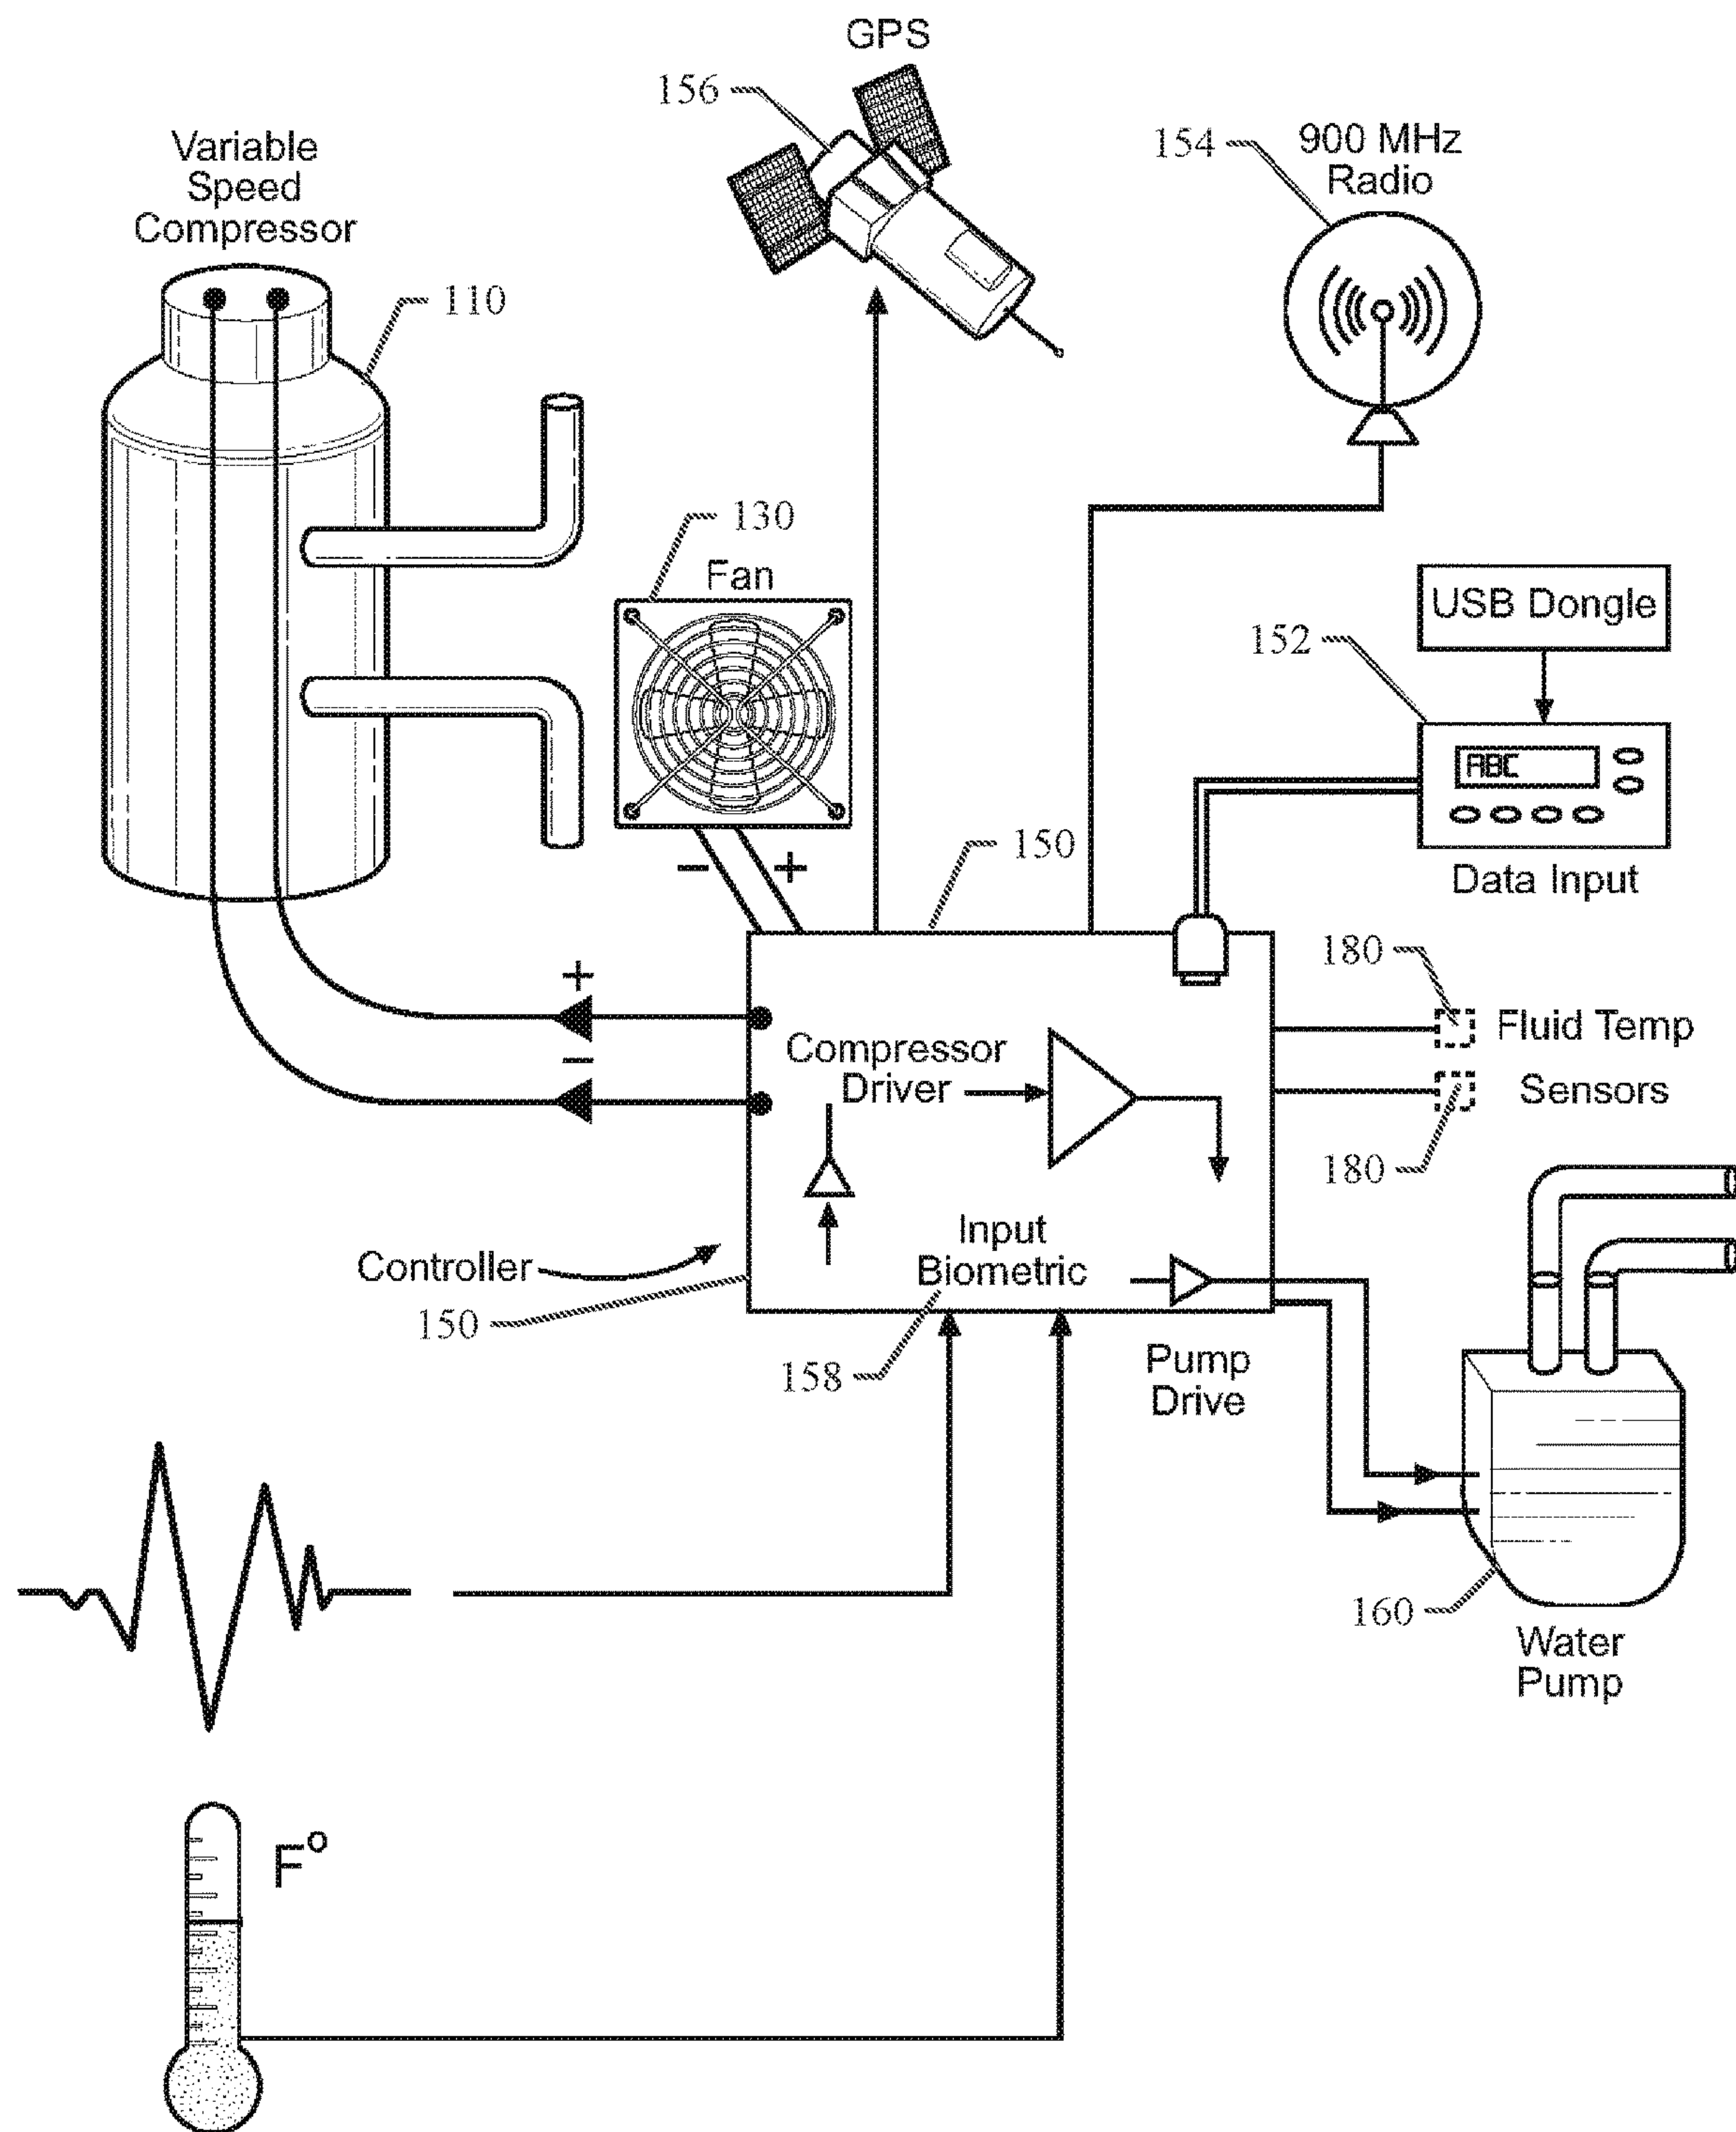 GPS
156
Variable
Speed
Compressor
154
900 MHz
Radio
110
130
Fan
USB Dongle
152
ABC
Data Input
150
- +
+
-
180
Fluid Temp
Sensors
180
Compressor
Driver
Input
Biometric
Controller
150
158
Pump
Drive
160
Water
Pump
F°